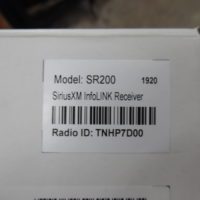 Model: SR200 1920
SiriusXM InfoLINK Receiver
Radio ID: TNHP7D00